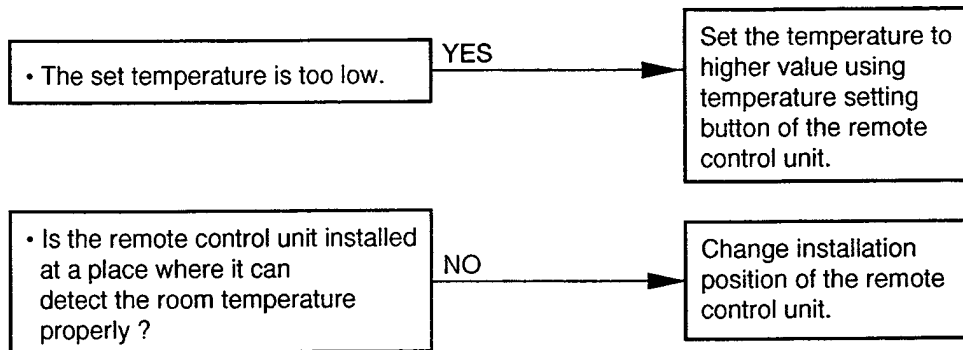 • The set temperature is too low.
YES
Set the temperature to
higher value using
temperature setting
button of the remote
control unit.
• Is the remote control unit installed
at a place where it can
detect the room temperature
properly ?
NO
Change installation
position of the remote
control unit.